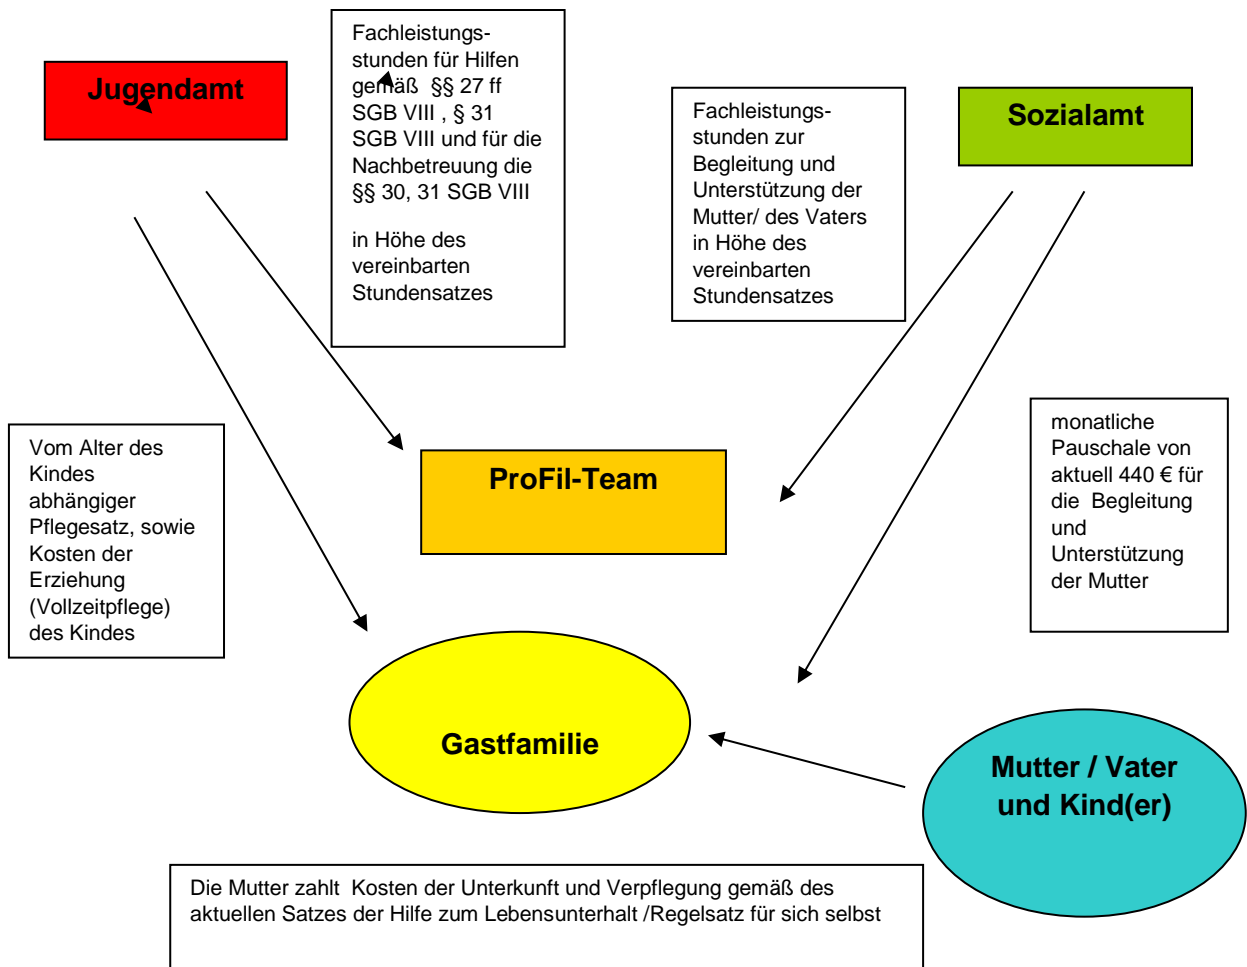 Jugendamt
Fachleistungs-
stunden für Hilfen
gemäß §§ 27 ff
SGB VIII , § 31
SGB VIII und für die
Nachbetreuung die
§§ 30, 31 SGB VIII
in Höhe des
vereinbarten
Stundensatzes
Fachleistungs-
stunden zur
Begleitung und
Unterstützung der
Mutter/ des Vaters
in Höhe des
vereinbarten
Stundensatzes
Sozialamt
Vom Alter des
Kindes
abhängiger
Pflegesatz, sowie
Kosten der
Erziehung
(Vollzeitpflege)
des Kindes
ProFil-Team
monatliche
Pauschale von
aktuell 440 € für
die Begleitung
und
Unterstützung
der Mutter
Gastfamilie
Mutter / Vater
und Kind(er)
Die Mutter zahlt Kosten der Unterkunft und Verpflegung gemäß des
aktuellen Satzes der Hilfe zum Lebensunterhalt /Regelsatz für sich selbst